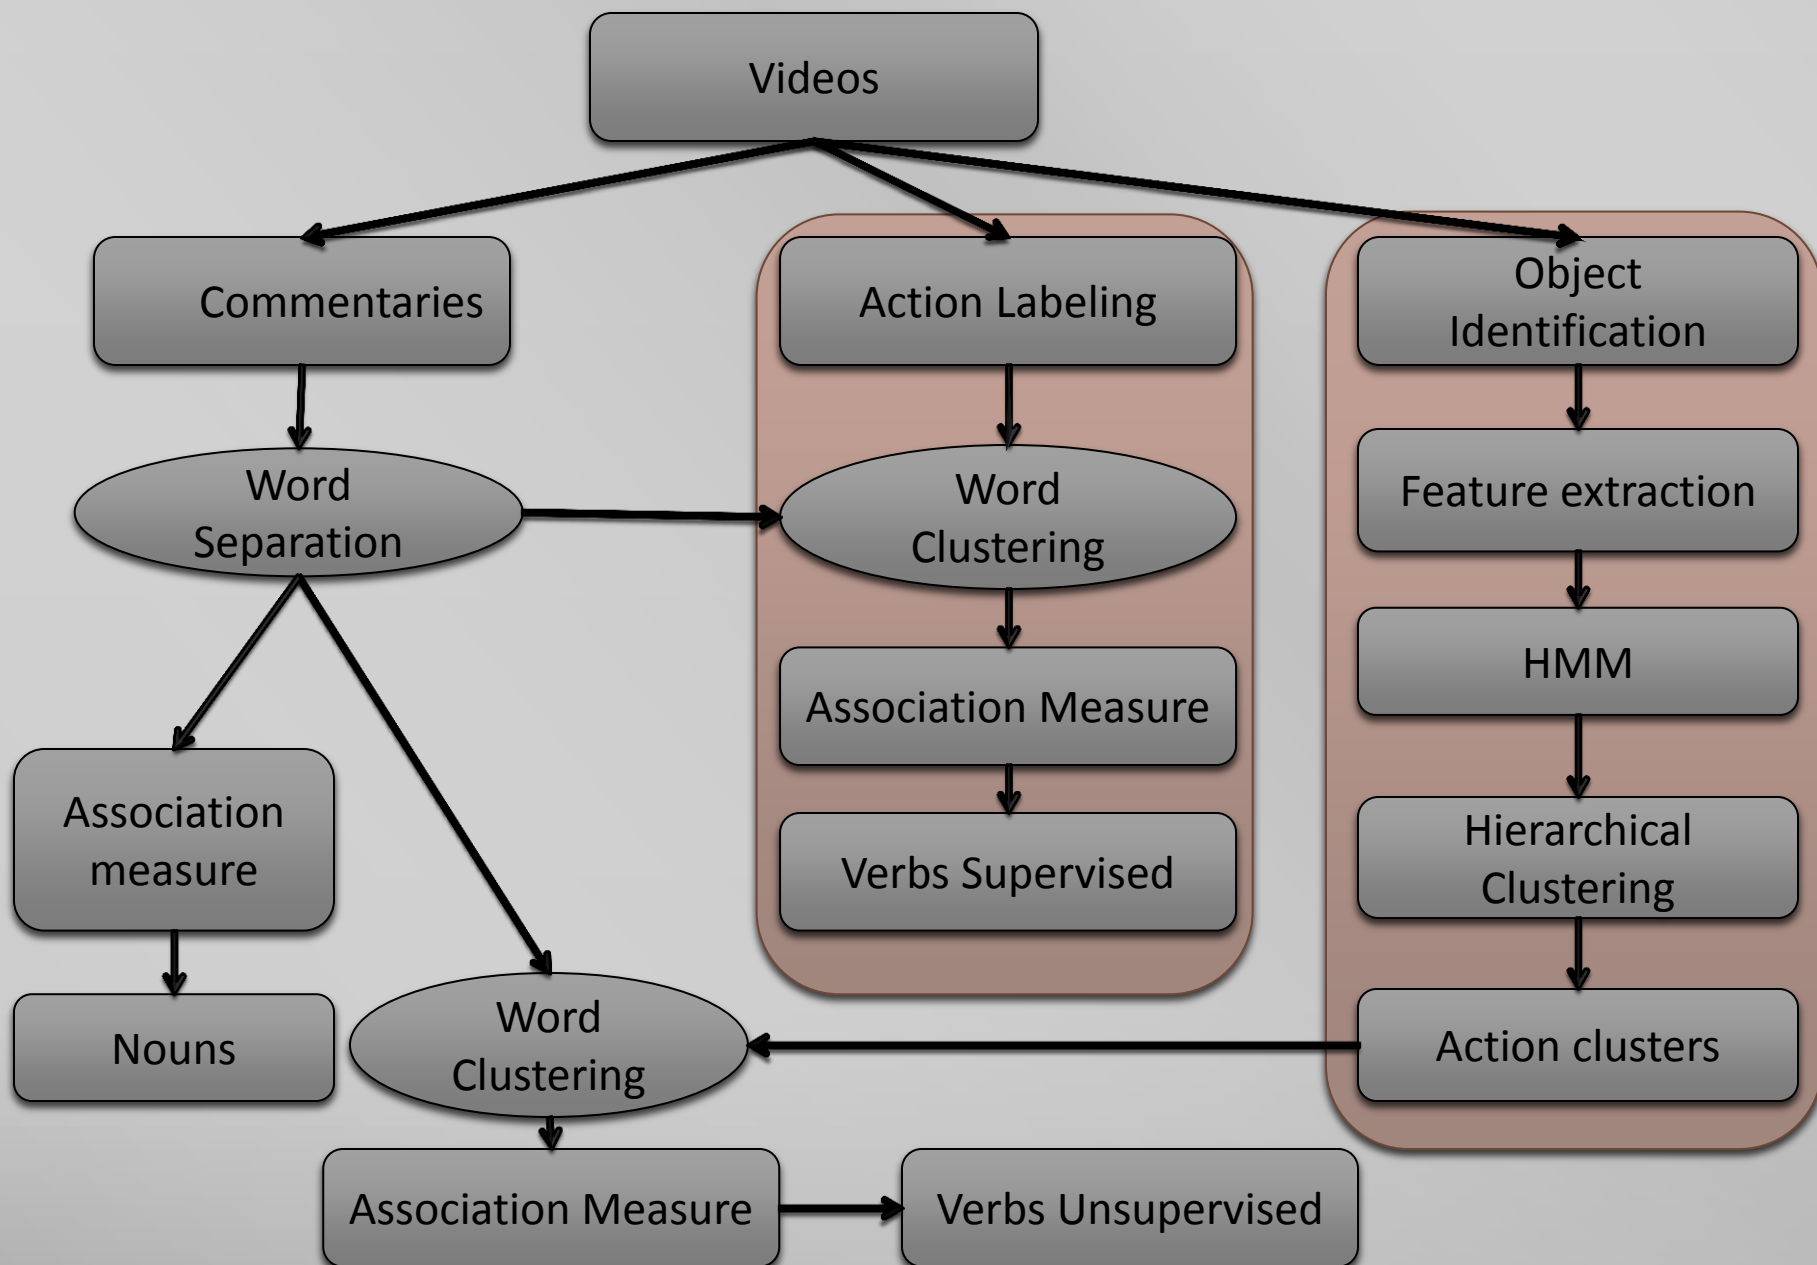 Videos
Commentaries
Action Labeling
Object
Identification
Word
Separation
Word
Clustering
Feature extraction
HMM
Association Measure
Association
measure
Verbs Supervised
Hierarchical
Clustering
Nouns
Word
Clustering
Action clusters
Association Measure
Verbs Unsupervised